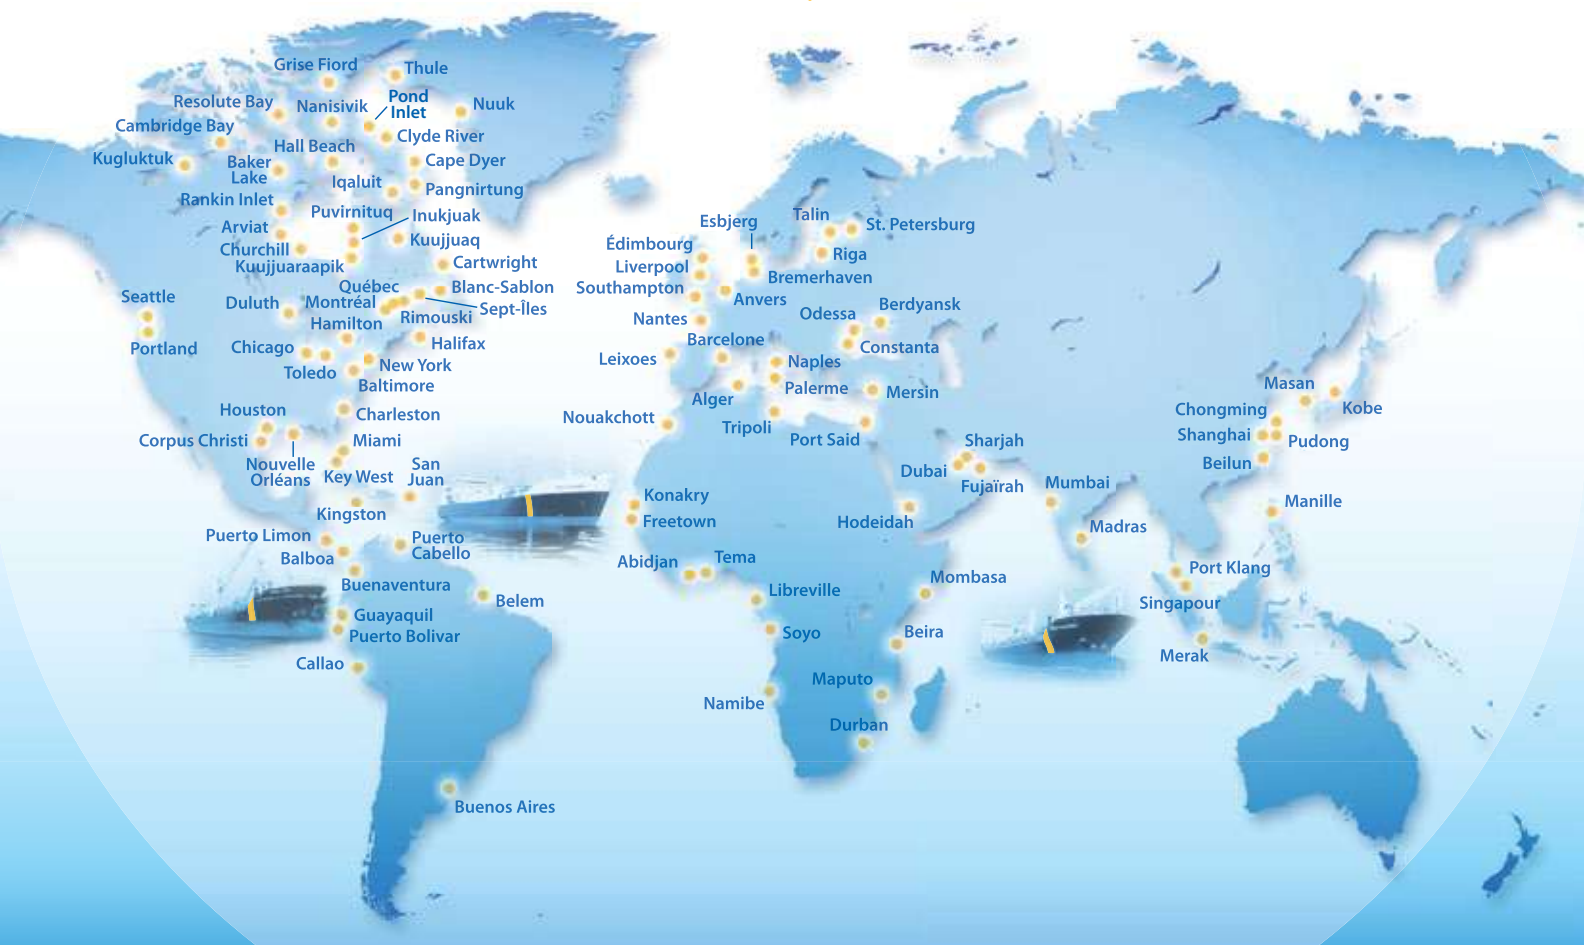 Grise Fiord
Thule
Resolute Bay
Nanisivik
Pond
Inlet
Nuuk
Cambridge Bay
Clyde River
Kugluktuk
Hall Beach
Baker
Lake
Cape Dyer
Iqaluit
Pangnirtung
Rankin Inlet
Puvirnituq
Inukjuak
Arviat
Churchill
Kuujjuaq
Kuujjuaraapik
Cartwright
Québec
Blanc-Sablon
Seattle
Duluth
Montréal
Sept-Îles
Hamilton
Rimouski
Portland
Chicago
Halifax
Toledo
New York
Baltimore
Houston
Charleston
Corpus Christi
Miami
Nouvelle
Orléans
Key West
San
Juan
Kingston
Puerto Limon
Balboa
Puerto
Cabello
Buenaventura
Belem
Guayaquil
Puerto Bolivar
Callao
Buenos Aires
Esbjerg
Talin
St. Petersburg
Édimbourg
Riga
Liverpool
Bremerhaven
Southampton
Anvers
Berdyansk
Odessa
Nantes
Barcelone
Constanta
Leixoes
Naples
Palerme
Mersin
Alger
Nouakchott
Tripoli
Port Said
Sharjah
Dubai
Fujaïrah
Mumbai
Konakry
Freetown
Hodeidah
Madras
Abidjan
Tema
Libreville
Mombasa
Soyo
Beira
Maputo
Namibe
Durban
Masan
Chongming
Kobe
Shanghai
Pudong
Beilun
Manille
Port Klang
Singapour
Merak